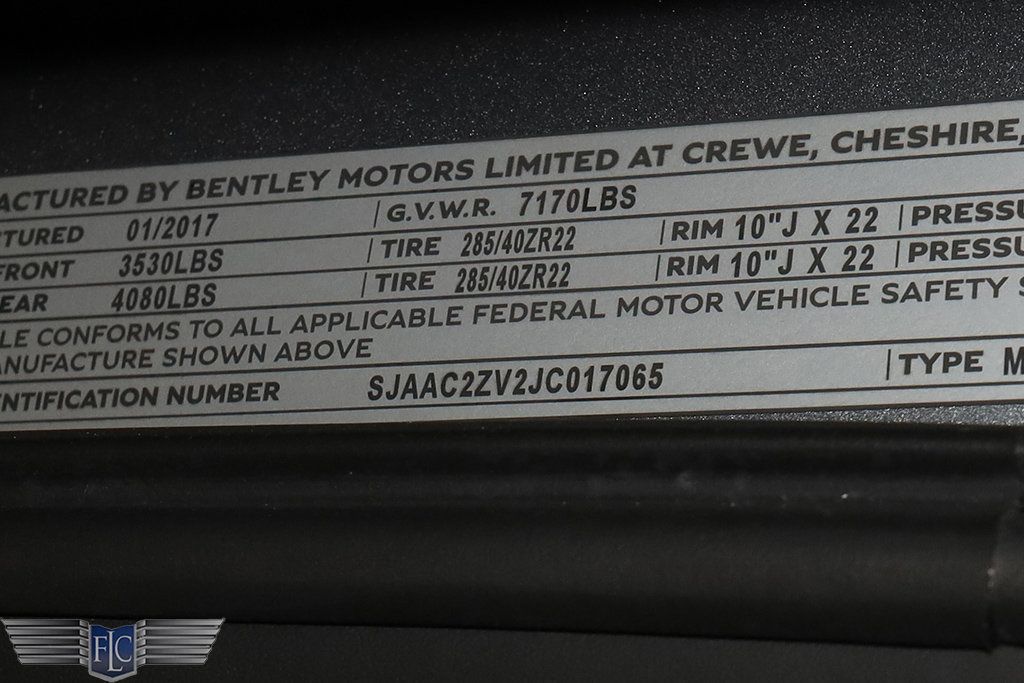 ACTURED BY BENTLEY MOTORS LIMITED AT CREWE, CHESHIRE,
TURED 01/2017 G.V.W.R. 7170LBS
FRONT 3530LBS TIRE 285/40ZR22 RIM 10"J X 22 PRESSU
EAR 4080LBS TIRE 285/40ZR22 RIM 10"J X 22 PRESSU
LE CONFORMS TO ALL APPLICABLE FEDERAL MOTOR VEHICLE SAFETY S
ANUFACTURE SHOWN ABOVE
NTIFICATION NUMBER SJAAC2ZV2JC017065 TYPE M
FLC